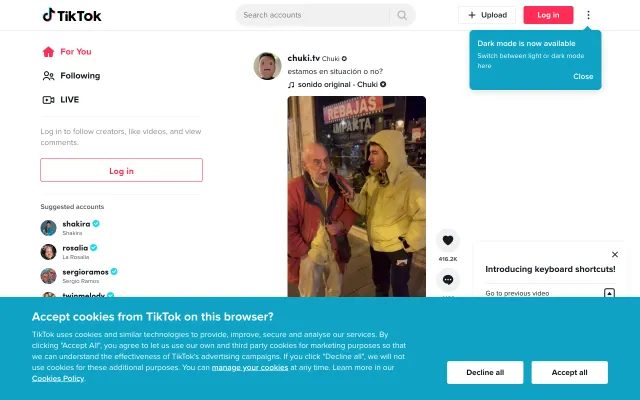 TikTok
Search accounts
Upload
Log in
Dark mode is now available
Switch between light or dark mode
here
Close
For You
Following
LIVE
Log in to follow creators, like videos, and view
comments.
Log in
Suggested accounts
shakira
Shakira
rosalia
La Rosalia
sergioramos
Sergio Ramos
twinmelody
chuki.tv Chuki
estamos en situación o no?
sonido original - Chuki
REBAJAS
IMPARTA
416.2K
Introducing keyboard shortcuts!
Go to previous video
Accept cookies from TikTok on this browser?
TikTok uses cookies and similar technologies to provide, improve, secure and analyse our services. By
clicking "Accept All", you agree to let us use our own and third party cookies for marketing purposes so that
we can understand the effectiveness of TikTok's advertising campaigns. If you click "Decline all", we will not
use cookies for these additional purposes. You can manage your cookies at any time. Learn more in our
Cookies Policy.
Decline all
Accept all